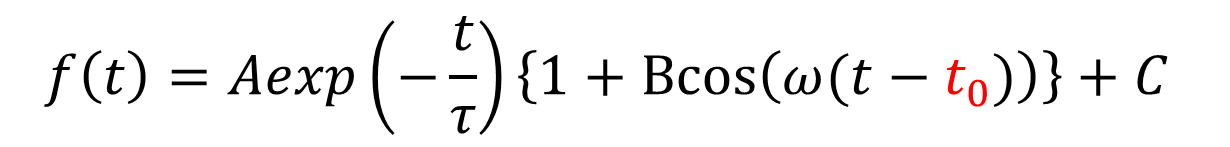 f(t) = Aexp(−t/τ){1 + Bcos(ω(t − t₀))} + C